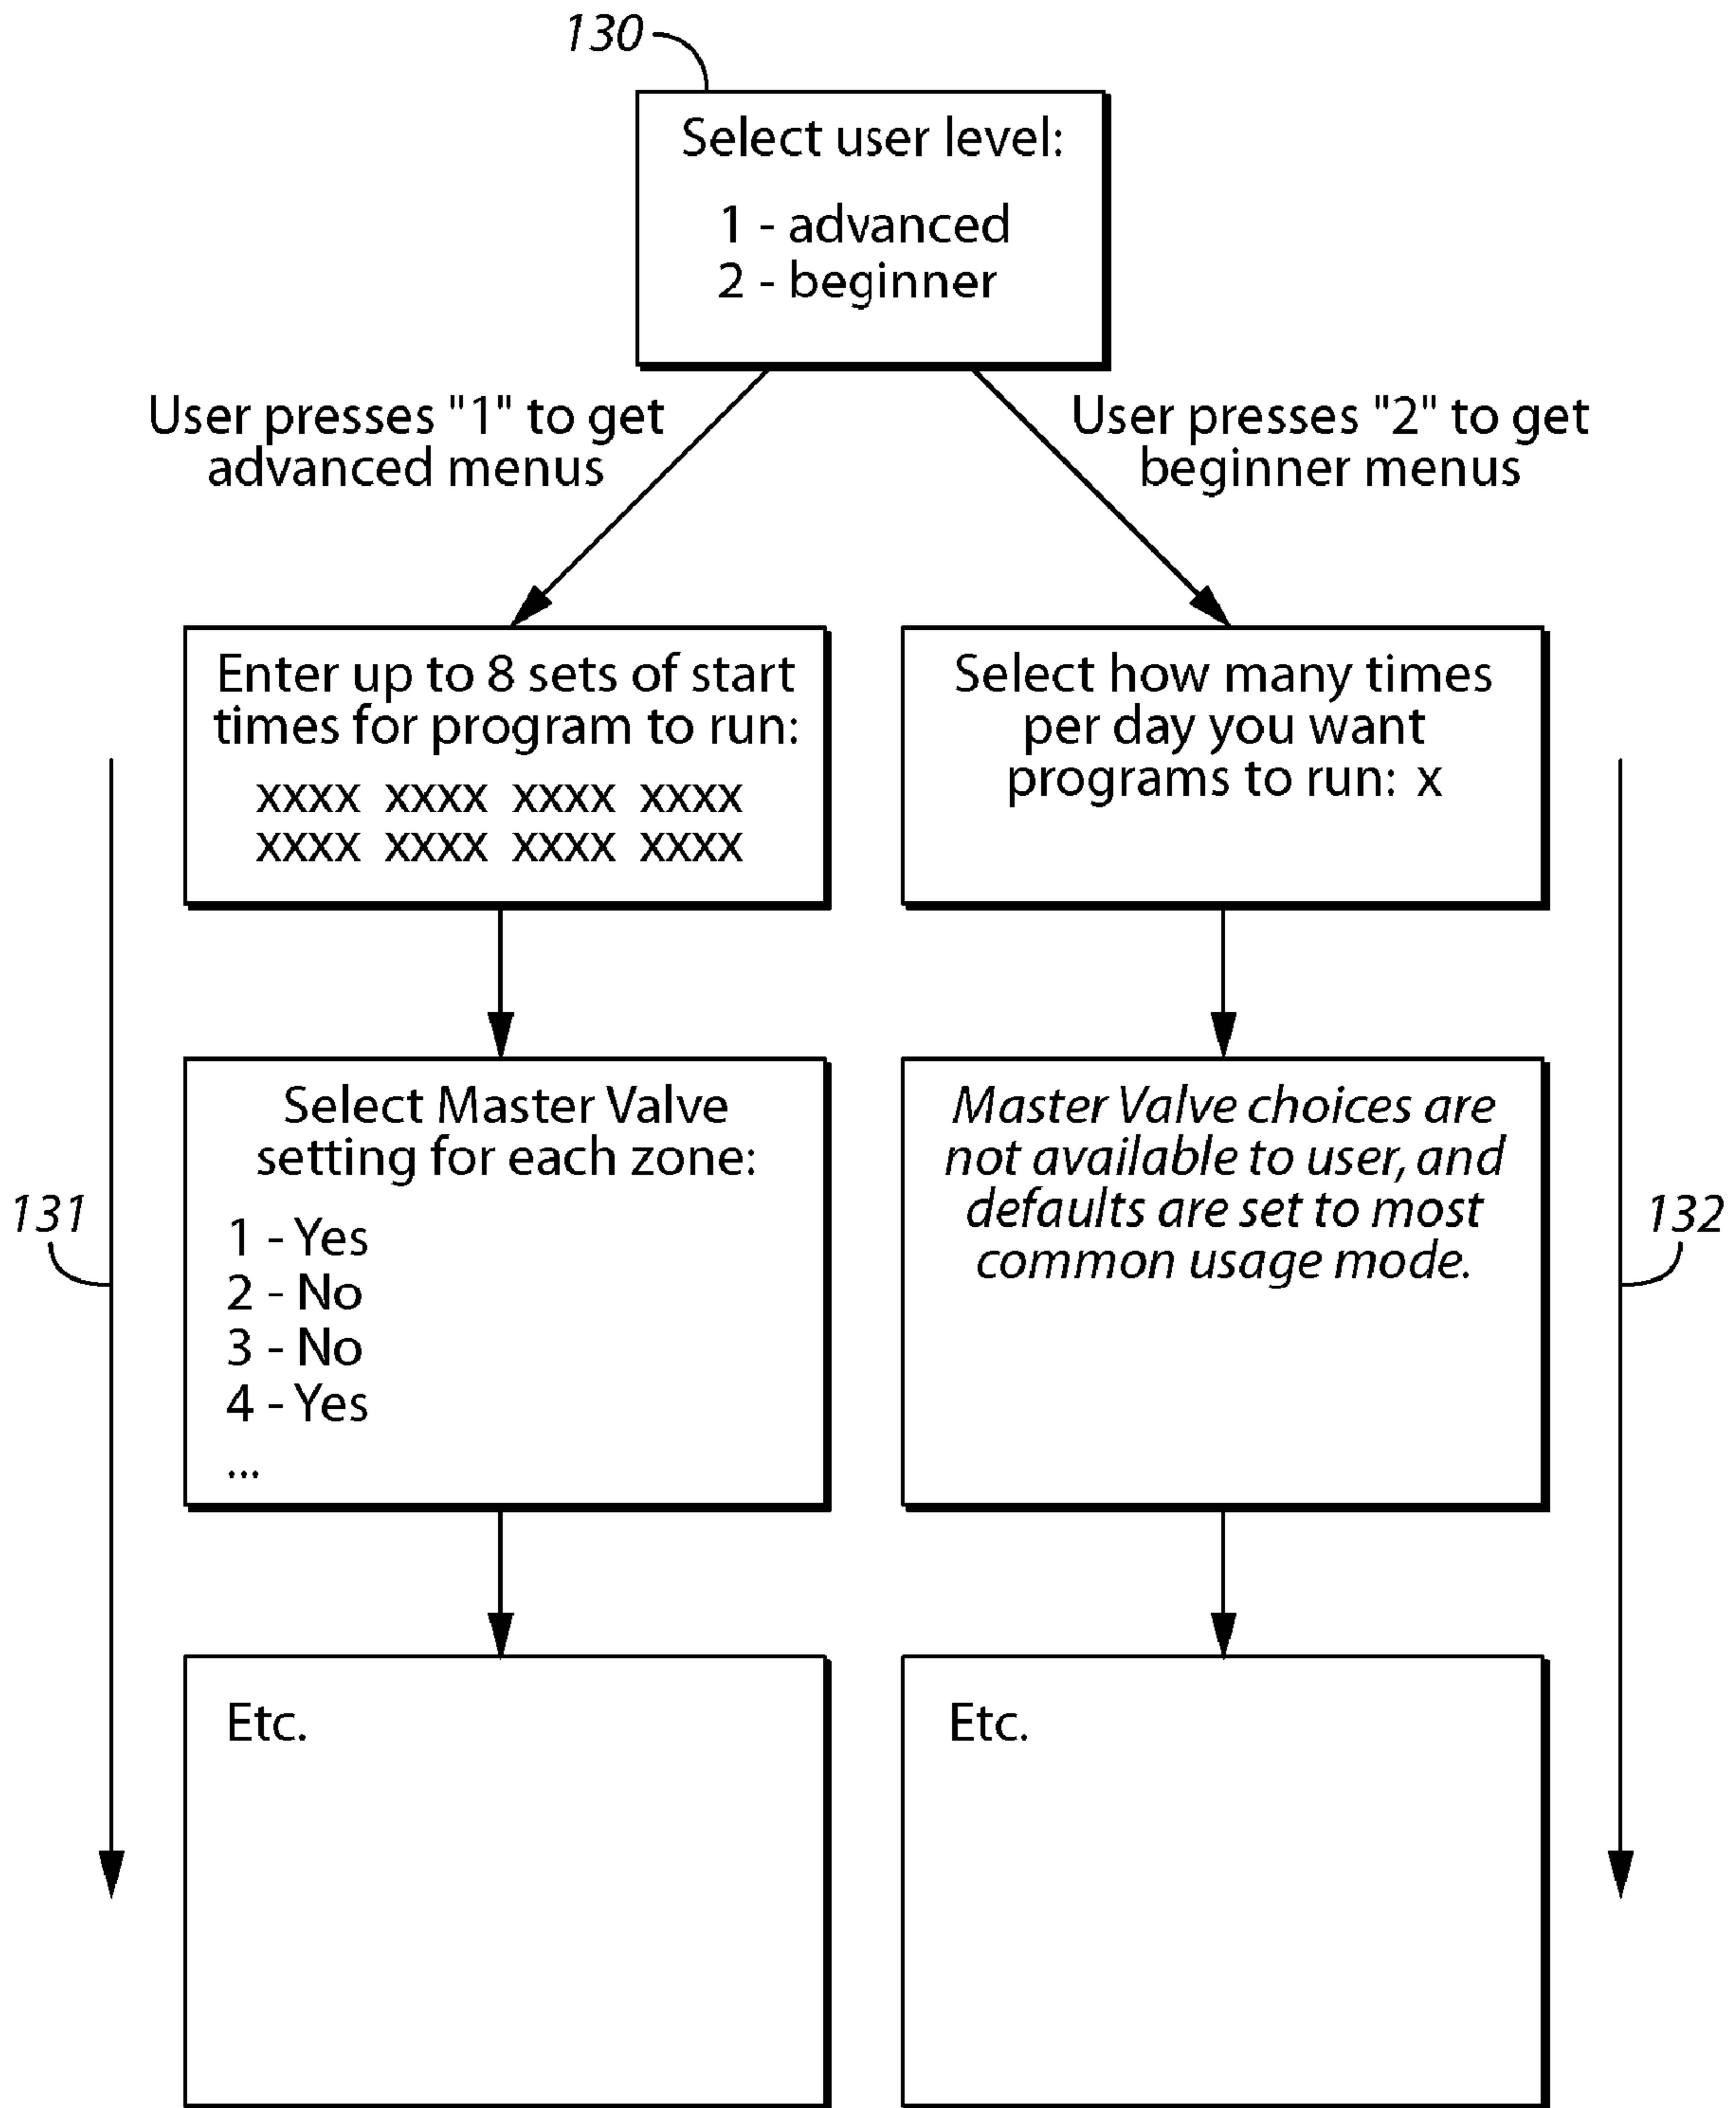 130
Select user level:
1 - advanced
2 - beginner
User presses "1" to get
advanced menus
User presses "2" to get
beginner menus
Enter up to 8 sets of start
times for program to run:
xxxx xxxx xxxx xxxx
xxxx xxxx xxxx xxxx
Select how many times
per day you want
programs to run: x
131
Select Master Valve
setting for each zone:
1 - Yes
2 - No
3 - No
4 - Yes
...
Master Valve choices are
not available to user, and
defaults are set to most
common usage mode.
132
Etc.
Etc.